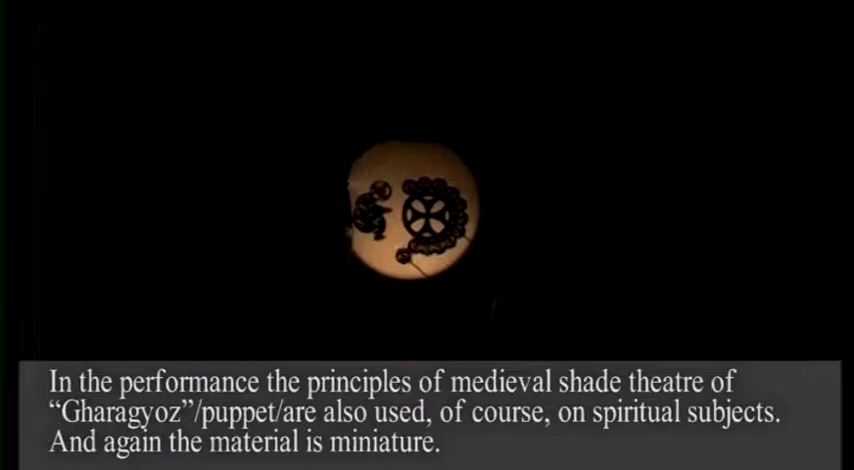 In the performance the principles of medieval shade theatre of
“Gharagyoz”/puppet/are also used, of course, on spiritual subjects.
And again the material is miniature.